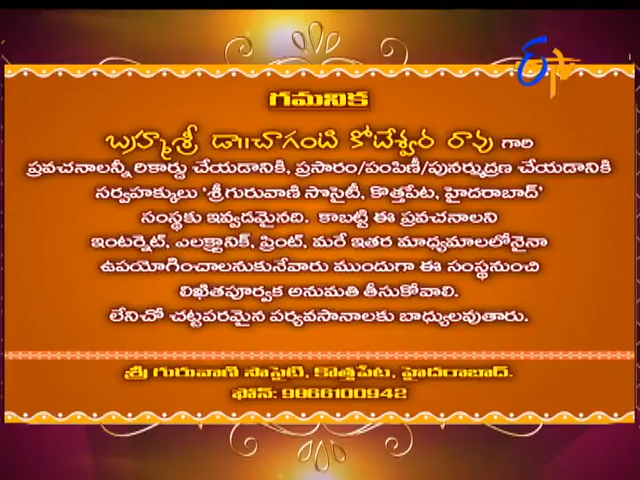 ETV
గమనిక
బ్రహ్మశ్రీ డా॥చాగంటి కోటేశ్వర రావు గారి
ప్రవచనాలన్నీ రికార్డు చేయడానికి, ప్రసారం/పంపిణీ/పునర్ముద్రణ చేయడానికి
సర్వహక్కులు ‘శ్రీగురువాణి సొసైటీ, కొత్తపేట, హైదరాబాద్’
సంస్థకు ఇవ్వడమైనది. కాబట్టి ఈ ప్రవచనాలని
ఇంటర్నెట్, ఎలక్ట్రానిక్, ప్రింట్, మరే ఇతర మాధ్యమాలలోనైనా
ఉపయోగించాలనుకునేవారు ముందుగా ఈ సంస్థనుంచి
లిఖితపూర్వక అనుమతి తీసుకోవాలి.
లేనిచో చట్టపరమైన పర్యవసానాలకు బాధ్యులవుతారు.
శ్రీ గురువాణి సొసైటి, కొత్తపేట, హైదరాబాద్.
ఫోన్: 9866100942